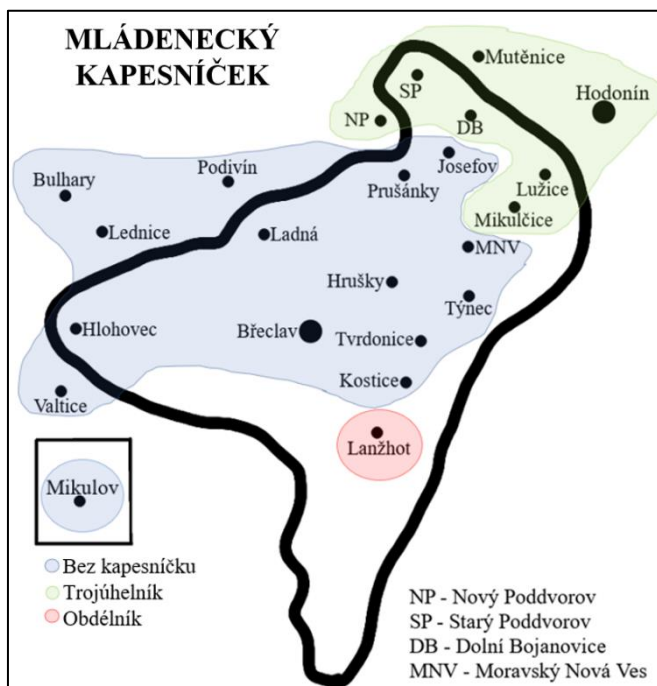 MLÁDENECKÝ
KAPESNÍČEK
Mutěnice
SP
Hodonín
NP
DB
Podivín
Josefov
Bulhary
Prušánky
Lužice
Mikulčice
Lednice
Ladná
MNV
Hrušky
Týnec
Hlohovec
Břeclav
Tvrdonice
Kostice
Valtice
Lanžhot
Mikulov
Bez kapesníčku
Trojúhelník
Obdélník
NP - Nový Poddvorov
SP - Starý Poddvorov
DB - Dolní Bojanovice
MNV - Moravský Nová Ves